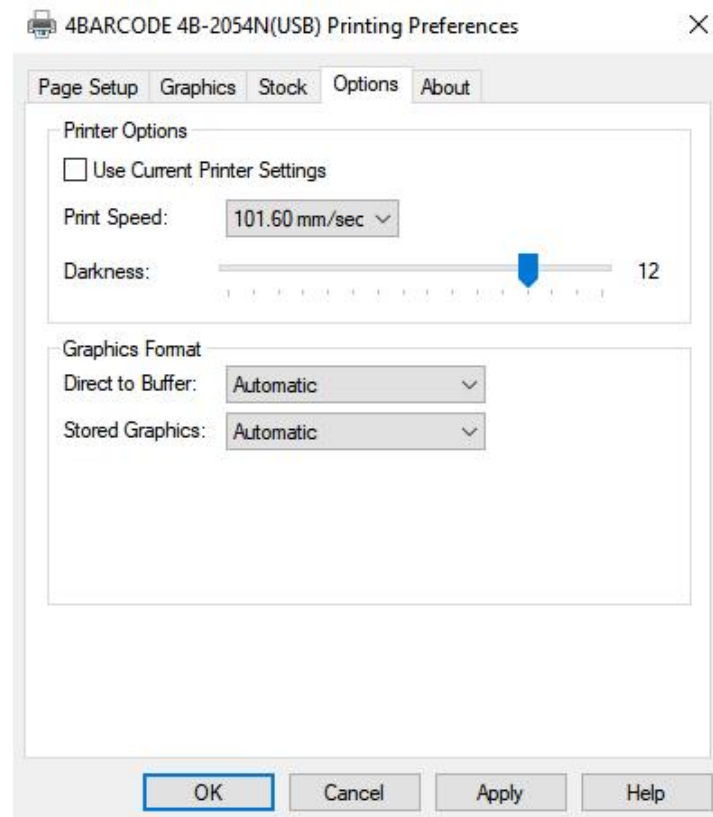 4BARCODE 4B-2054N(USB) Printing Preferences
Page Setup Graphics Stock Options About
Printer Options
Use Current Printer Settings
Print Speed: 101.60 mm/sec
Darkness: 12
Graphics Format
Direct to Buffer: Automatic
Stored Graphics: Automatic
OK Cancel Apply Help